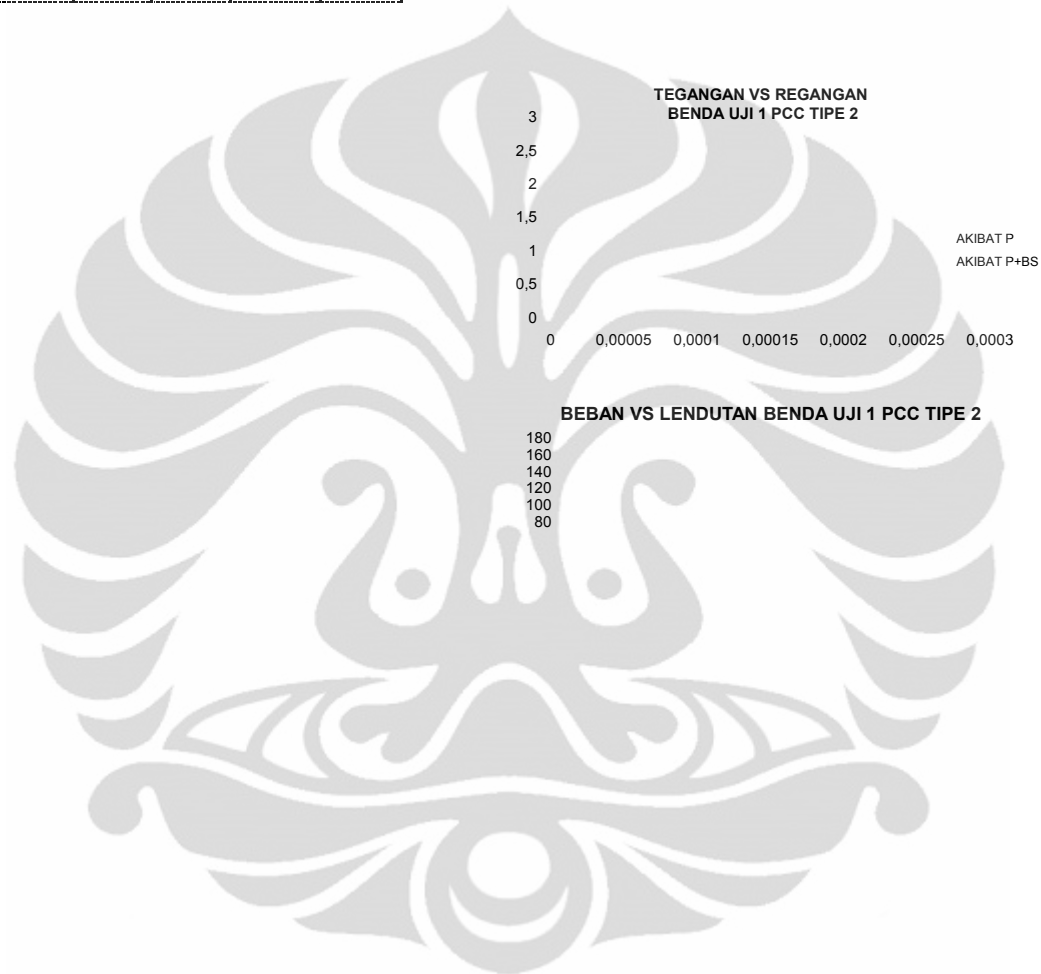 TEGANGAN VS REGANGAN
BENDA UJI 1 PCC TIPE 2
3
2,5
2
1,5
1
0,5
0
0 0,00005 0,0001 0,00015 0,0002 0,00025 0,0003
AKIBAT P
AKIBAT P+BS
BEBAN VS LENDUTAN BENDA UJI 1 PCC TIPE 2
180
160
140
120
100
80